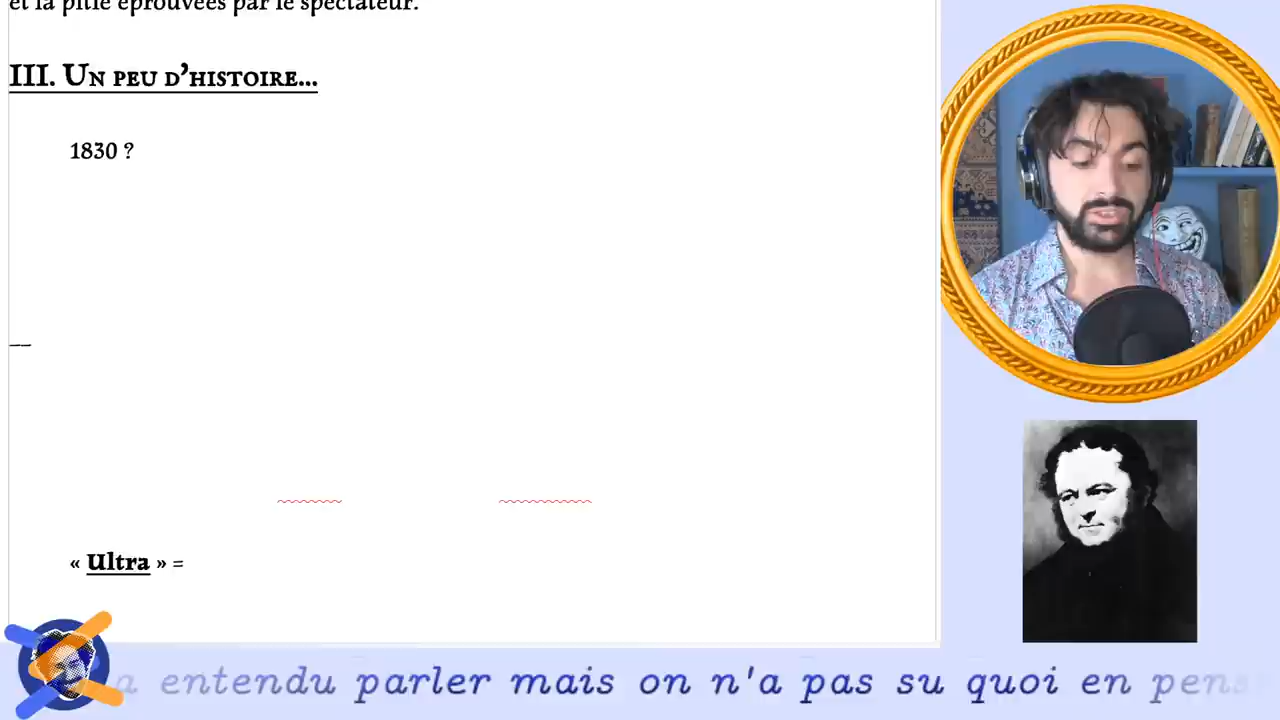 et la pitié éprouvées par le spectateur.
III. Un peu d'histoire...
1830 ?
« Ultra » =
a entendu parler mais on n'a pas su quoi en pens